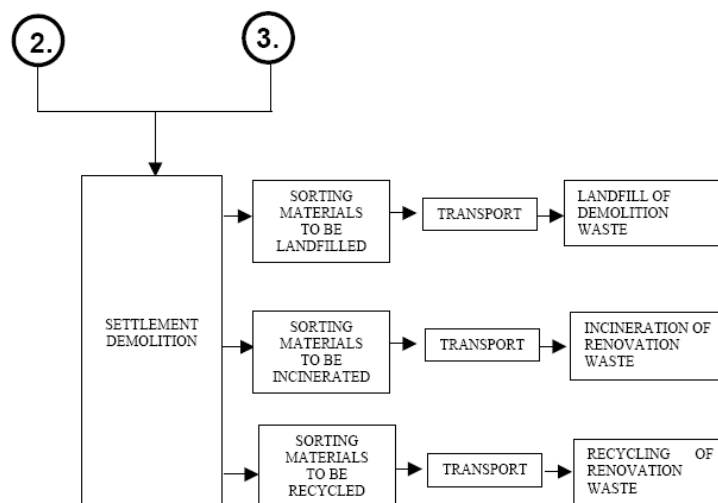 2.
3.
SORTING
MATERIALS
TO BE
LANDFILLED
TRANSPORT
LANDFILL OF
DEMOLITION
WASTE
SETTLEMENT
DEMOLITION
SORTING
MATERIALS
TO BE
INCINERATED
TRANSPORT
INCINERATION OF
RENOVATION
WASTE
SORTING
MATERIALS
TO BE
RECYCLED
TRANSPORT
RECYCLING OF
RENOVATION
WASTE